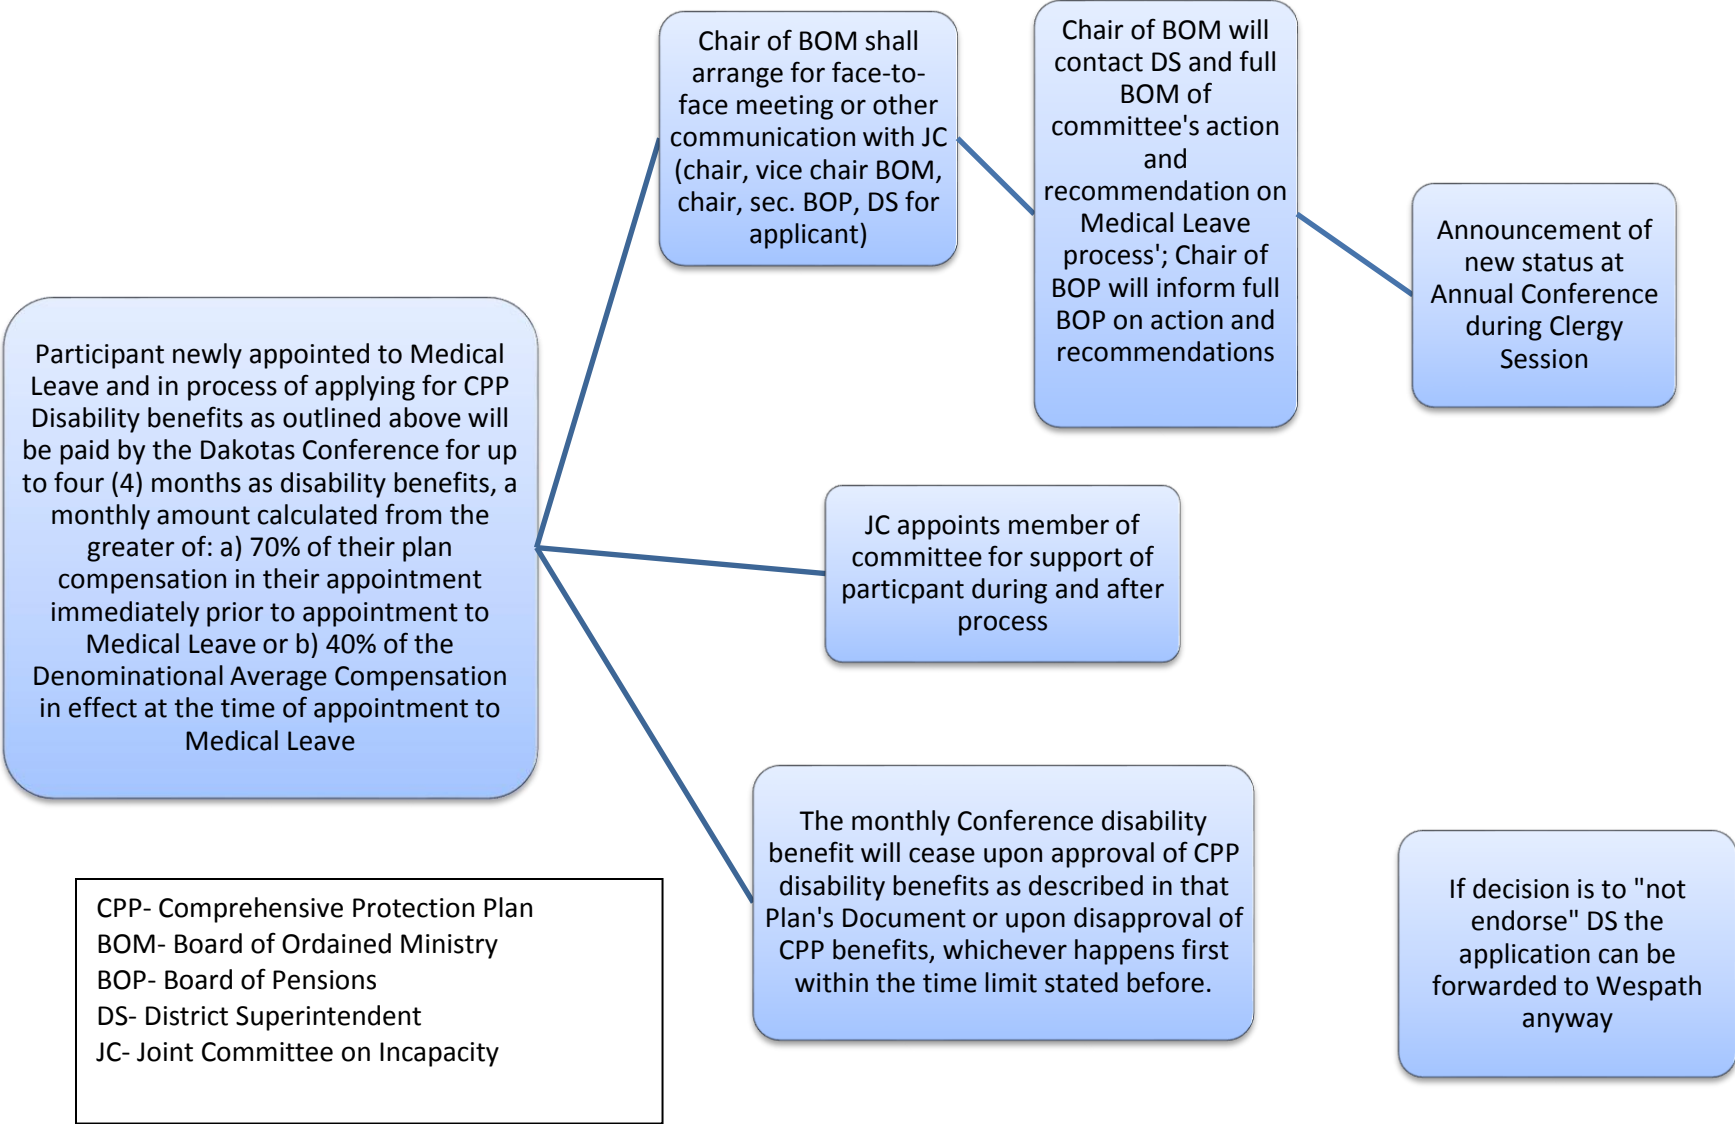 Participant newly appointed to Medical
Leave and in process of applying for CPP
Disability benefits as outlined above will
be paid by the Dakotas Conference for up
to four (4) months as disability benefits, a
monthly amount calculated from the
greater of: a) 70% of their plan
compensation in their appointment
immediately prior to appointment to
Medical Leave or b) 40% of the
Denominational Average Compensation
in effect at the time of appointment to
Medical Leave
Chair of BOM shall
arrange for face-to-
face meeting or other
communication with JC
(chair, vice chair BOM,
chair, sec. BOP, DS for
applicant)
Chair of BOM will
contact DS and full
BOM of
committee's action
and
recommendation on
Medical Leave
process'; Chair of
BOP will inform full
BOP on action and
recommendations
Announcement of
new status at
Annual Conference
during Clergy
Session
JC appoints member of
committee for support of
particpant during and after
process
The monthly Conference disability
benefit will cease upon approval of CPP
disability benefits as described in that
Plan's Document or upon disapproval of
CPP benefits, whichever happens first
within the time limit stated before.
If decision is to "not
endorse" DS the
application can be
forwarded to Wespath
anyway
CPP- Comprehensive Protection Plan
BOM- Board of Ordained Ministry
BOP- Board of Pensions
DS- District Superintendent
JC- Joint Committee on Incapacity